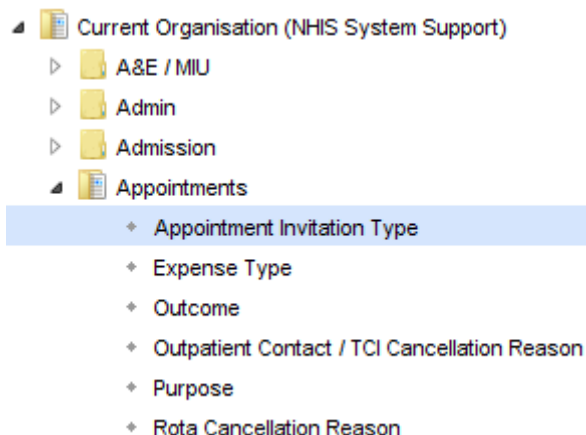 Current Organisation (NHIS System Support)
A&E / MIU
Admin
Admission
Appointments
Appointment Invitation Type
Expense Type
Outcome
Outpatient Contact / TCI Cancellation Reason
Purpose
Rota Cancellation Reason